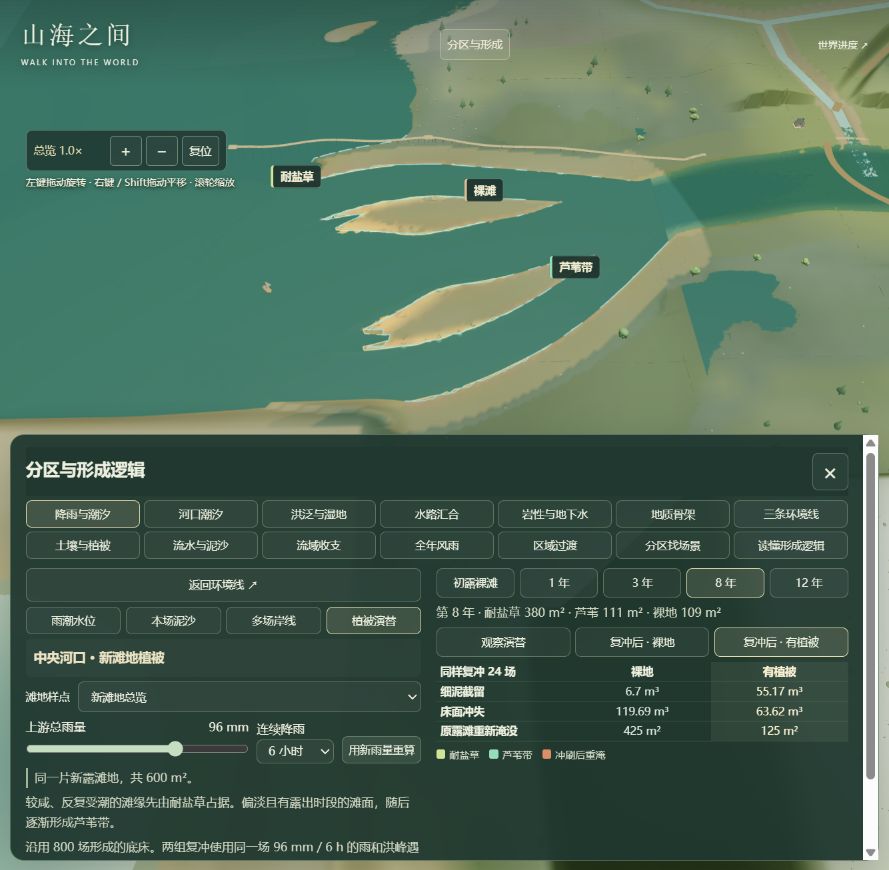 山海之间
WALK INTO THE WORLD
分区与形成
世界进度 ↗
总览 1.0×
+
−
复位
左键拖动旋转 · 右键 / Shift拖动平移 · 滚轮缩放
耐盐草
裸滩
芦苇带
分区与形成逻辑
×
降雨与潮汐 河口潮汐 洪泛与湿地 水路汇合 岩性与地下水 地质骨架 三条环境线
土壤与植被 流水与泥沙 流域收支 全年风雨 区域过渡 分区找场景 读懂形成逻辑
返回环境线 ↗
雨潮水位 本场泥沙 多场岸线 植被演替
中央河口 · 新滩地植被
滩地样点 新滩地总览
上游总雨量 96 mm 连续降雨
6 小时 用新雨量重算
同一片新露滩地，共 600 m²。
较咸、反复受潮的滩缘先由耐盐草占据。偏淡且有露出时段的滩面，随后
逐渐形成芦苇带。
沿用 800 场形成的底床。两组复冲使用同一场 96 mm / 6 h 的雨和洪峰遇
初露裸滩 1 年 3 年 8 年 12 年
第 8 年 · 耐盐草 380 m² · 芦苇 111 m² · 裸地 109 m²
观察演替 复冲后 · 裸地 复冲后 · 有植被
同样复冲 24 场 裸地 有植被
细泥截留 6.7 m³ 55.17 m³
床面冲失 119.69 m³ 63.62 m³
原露滩重新淹没 425 m² 125 m²
耐盐草 芦苇带 冲刷后重淹